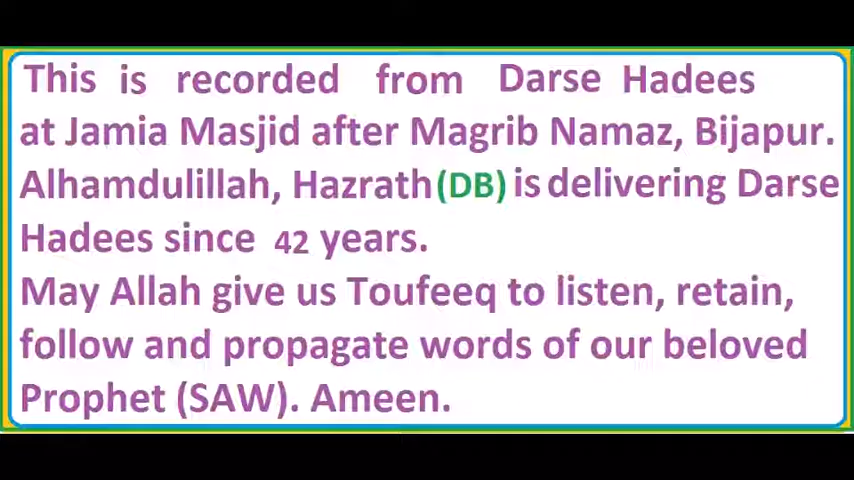 This is recorded from Darse Hadees
at Jamia Masjid after Magrib Namaz, Bijapur.
Alhamdulillah, Hazrath(DB) is delivering Darse
Hadees since 42 years.
May Allah give us Toufeeq to listen, retain,
follow and propagate words of our beloved
Prophet (SAW). Ameen.